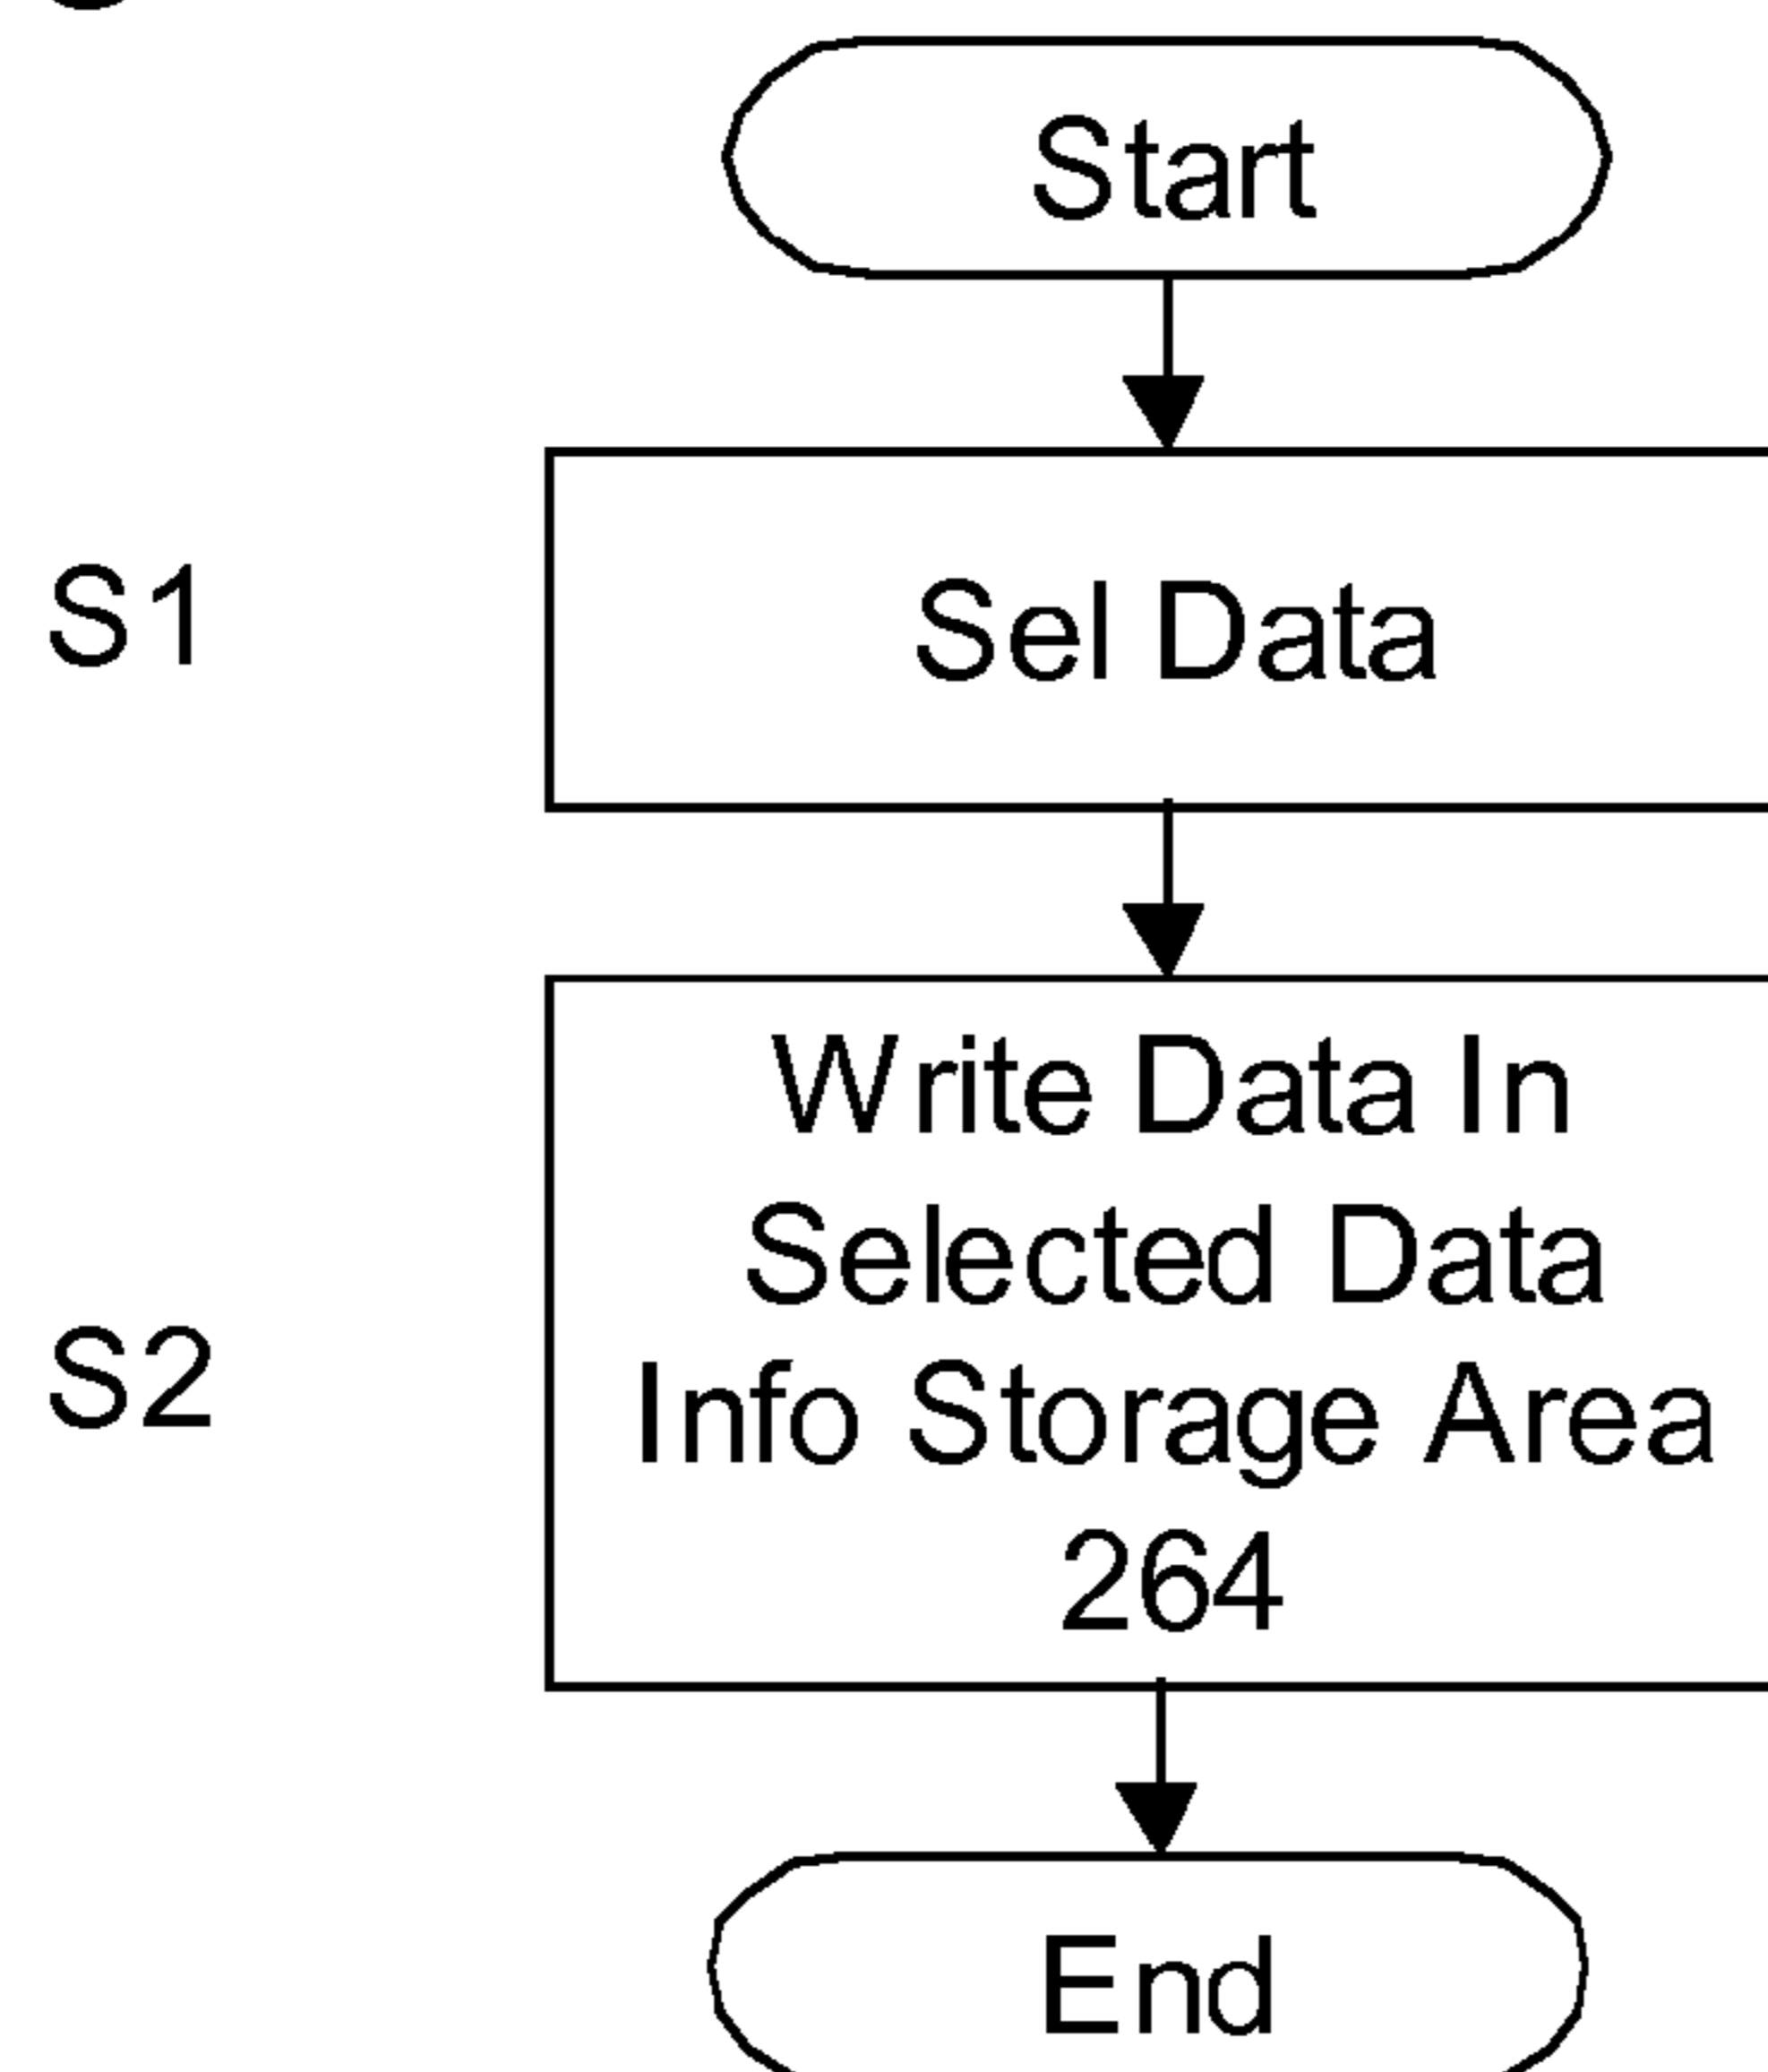 Start
S1
Sel Data
Write Data In
Selected Data
S2
Info Storage Area
264
End